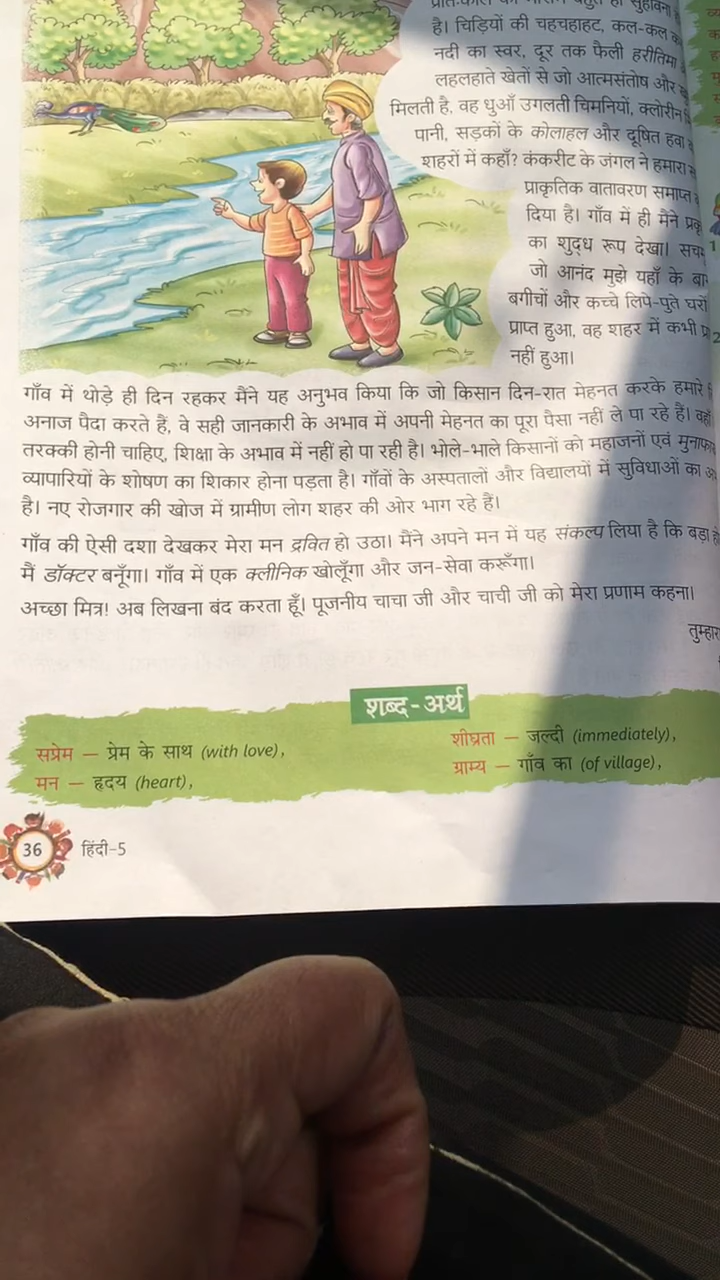 है। चिड़ियों की चहचहाहट, कल-कल
नदी का स्वर, दूर तक फैली हरीतिमा
लहलहाते खेतों से जो आत्मसंतोष और
मिलती है, वह धुआँ उगलती चिमनियों, क्लोरीन
पानी, सड़कों के कोलाहल और दूषित हवा
शहरों में कहाँ? कंकरीट के जंगल ने हमारा
प्राकृतिक वातावरण समाप्त
दिया है। गाँव में ही मैंने
का शुद्ध रूप देखा।
जो आनंद मुझे यहाँ के
बगीचों और कच्चे लिपे-पुते घरों
प्राप्त हुआ, वह शहर में कभी
नहीं हुआ।
गाँव में थोड़े ही दिन रहकर मैंने यह अनुभव किया कि जो किसान दिन-रात मेहनत करके हमारे
अनाज पैदा करते हैं, वे सही जानकारी के अभाव में अपनी मेहनत का पूरा पैसा नहीं ले पा रहे हैं।
तरक्की होनी चाहिए, शिक्षा के अभाव में नहीं हो पा रही है। भोले-भाले किसानों को महाजनों एवं
व्यापारियों के शोषण का शिकार होना पड़ता है। गाँवों के अस्पतालों और विद्यालयों में सुविधाओं का
है। नए रोजगार की खोज में ग्रामीण लोग शहर की ओर भाग रहे हैं।
गाँव की ऐसी दशा देखकर मेरा मन द्रवित हो उठा। मैंने अपने मन में यह संकल्प लिया है कि बड़ा
मैं डॉक्टर बनूँगा। गाँव में एक क्लीनिक खोलूँगा और जन-सेवा करूँगा।
अच्छा मित्र! अब लिखना बंद करता हूँ। पूजनीय चाचा जी और चाची जी को मेरा प्रणाम कहना।
शब्द-अर्थ
सप्रेम – प्रेम के साथ (with love),
शीघ्रता – जल्दी (immediately),
मन – हृदय (heart),
ग्राम्य – गाँव का (of village),
36 हिंदी-5